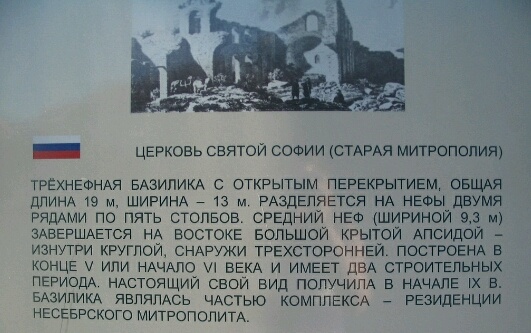 ЦЕРКОВЬ СВЯТОЙ СОФИИ (СТАРАЯ МИТРОПОЛИЯ)
ТРЁХНЕФНАЯ БАЗИЛИКА С ОТКРЫТЫМ ПЕРЕКРЫТИЕМ, ОБЩАЯ
ДЛИНА 19 м, ШИРИНА – 13 м. РАЗДЕЛЯЕТСЯ НА НЕФЫ ДВУМЯ
РЯДАМИ ПО ПЯТЬ СТОЛБОВ. СРЕДНИЙ НЕФ (ШИРИНОЙ 9,3 м)
ЗАВЕРШАЕТСЯ НА ВОСТОКЕ БОЛЬШОЙ КРЫТОЙ АПСИДОЙ –
ИЗНУТРИ КРУГЛОЙ, СНАРУЖИ ТРЕХСТОРОННЕЙ. ПОСТРОЕНА В
КОНЦЕ V ИЛИ НАЧАЛО VI ВЕКА И ИМЕЕТ ДВА СТРОИТЕЛЬНЫХ
ПЕРИОДА. НАСТОЯЩИЙ СВОЙ ВИД ПОЛУЧИЛА В НАЧАЛЕ IX В.
БАЗИЛИКА ЯВЛЯЛАСЬ ЧАСТЬЮ КОМПЛЕКСА – РЕЗИДЕНЦИИ
НЕСЕБРСКОГО МИТРОПОЛИТА.